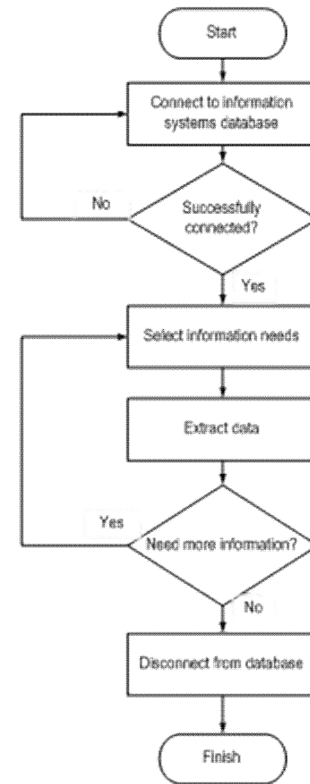 Start
Connect to information
systems database
No
Successfully
connected?
Yes
Select information needs
Extract data
Yes
Need more information?
No
Disconnect from database
Finish